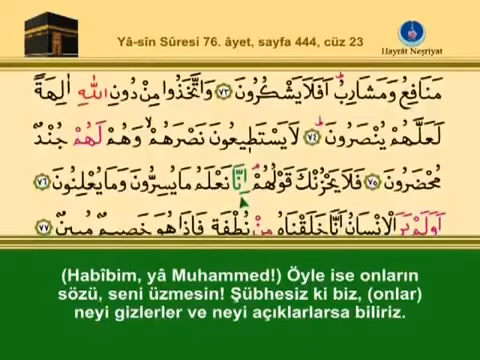 Yâ-sîn Sûresi 76. âyet, sayfa 444, cüz 23
Hayrât Neşriyat
مَنَافِعُ وَمَشَارِبُ اَفَلَا يَشْكُرُونَ ﴿٧٣﴾ وَاتَّخَذُوا مِنْ دُونِ اللّٰهِ اٰلِهَةً
لَعَلَّهُمْ يُنْصَرُونَ ﴿٧٤﴾ لَا يَسْتَطِيعُونَ نَصْرَهُمْ وَهُمْ لَهُمْ جُنْدٌ
مُحْضَرُونَ ﴿٧٥﴾ فَلَا يَحْزُنْكَ قَوْلُهُمْ اِنَّا نَعْلَمُ مَا يُسِرُّونَ وَمَا يُعْلِنُونَ ﴿٧٦﴾
اَوَلَمْ يَرَ الْاِنْسَانُ اَنَّا خَلَقْنَاهُ مِنْ نُطْفَةٍ فَاِذَا هُوَ خَصِيمٌ مُبِينٌ ﴿٧٧﴾
(Habîbim, yâ Muhammed!) Öyle ise onların
sözü, seni üzmesin! Şübhesiz ki biz, (onlar)
neyi gizlerler ve neyi açıklarlarsa biliriz.